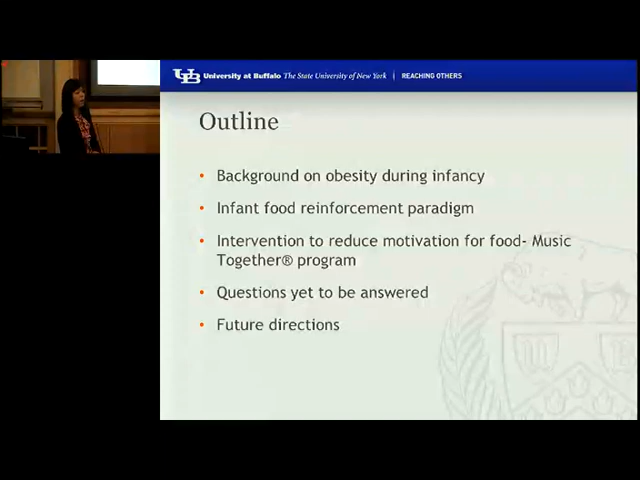 UB University at Buffalo The State University of New York | REACHING OTHERS
Outline
• Background on obesity during infancy
• Infant food reinforcement paradigm
• Intervention to reduce motivation for food- Music
Together® program
• Questions yet to be answered
• Future directions